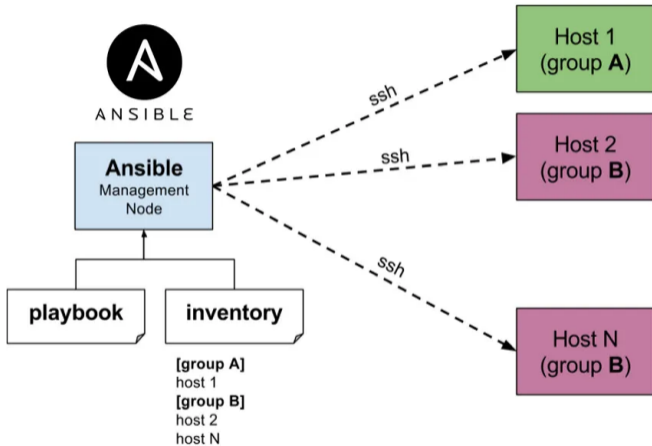 ANSIBLE
Ansible
Management
Node
playbook
inventory
[group A]
host 1
[group B]
host 2
host N
ssh
ssh
ssh
Host 1
(group A)
Host 2
(group B)
Host N
(group B)